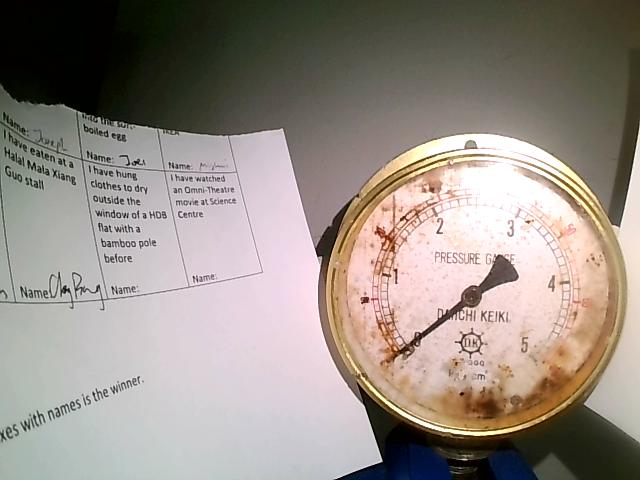 Name: Joseph
I have eaten at a
Halal Mala Xiang
Guo stall
Name
into the sun-
boiled egg
Name: Joel
I have hung
clothes to dry
outside the
window of a HDB
flat with a
bamboo pole
before
Name:
Name:
I have watched
an Omni-Theatre
movie at Science
Centre
Name:
xes with names is the winner.
0
1
2
3
4
5
PRESSURE GAUGE
DAIICHI KEIKI
DK